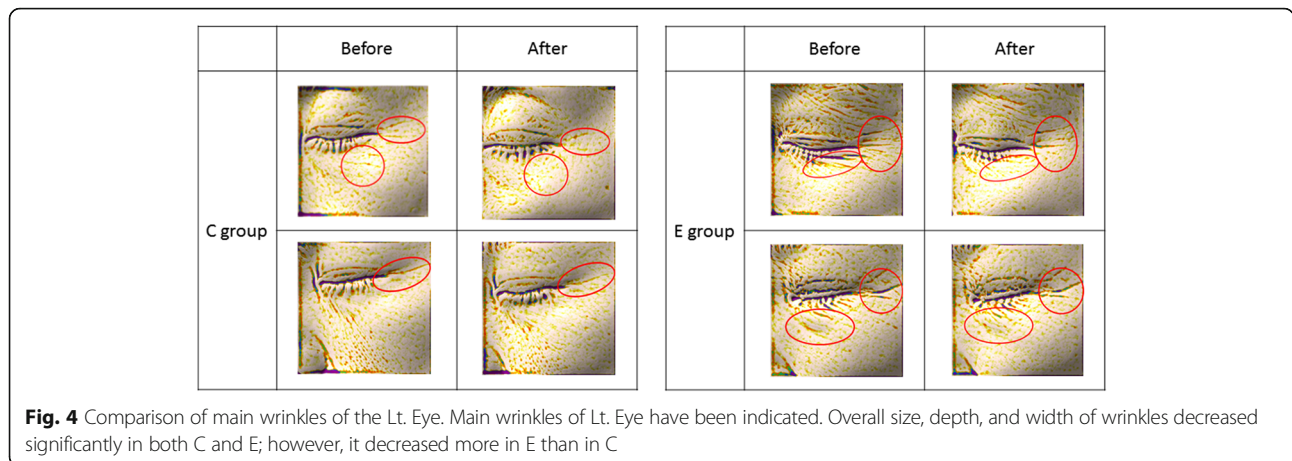 Before After
C group
Before After
E group
Fig. 4 Comparison of main wrinkles of the Lt. Eye. Main wrinkles of Lt. Eye have been indicated. Overall size, depth, and width of wrinkles decreased
significantly in both C and E; however, it decreased more in E than in C